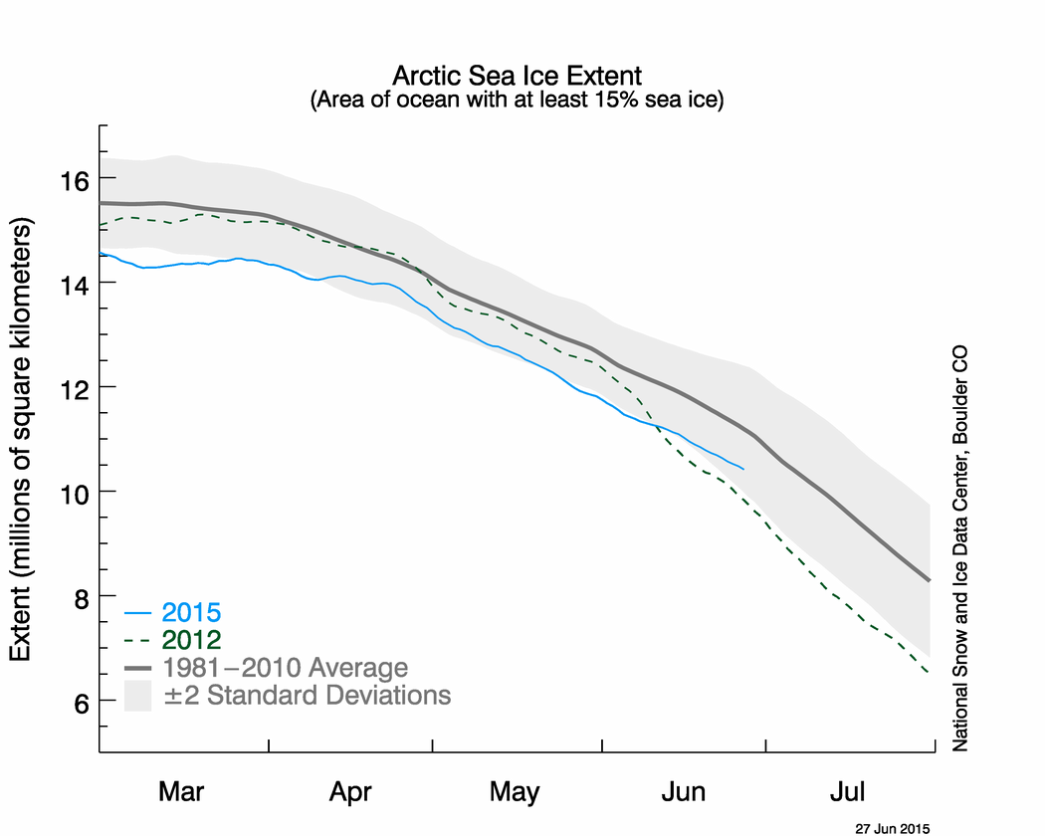 Arctic Sea Ice Extent
(Area of ocean with at least 15% sea ice)
Extent (millions of square kilometers)
16
14
12
10
8
6
2015
2012
1981−2010 Average
±2 Standard Deviations
Mar Apr May Jun Jul
National Snow and Ice Data Center, Boulder CO
27 Jun 2015